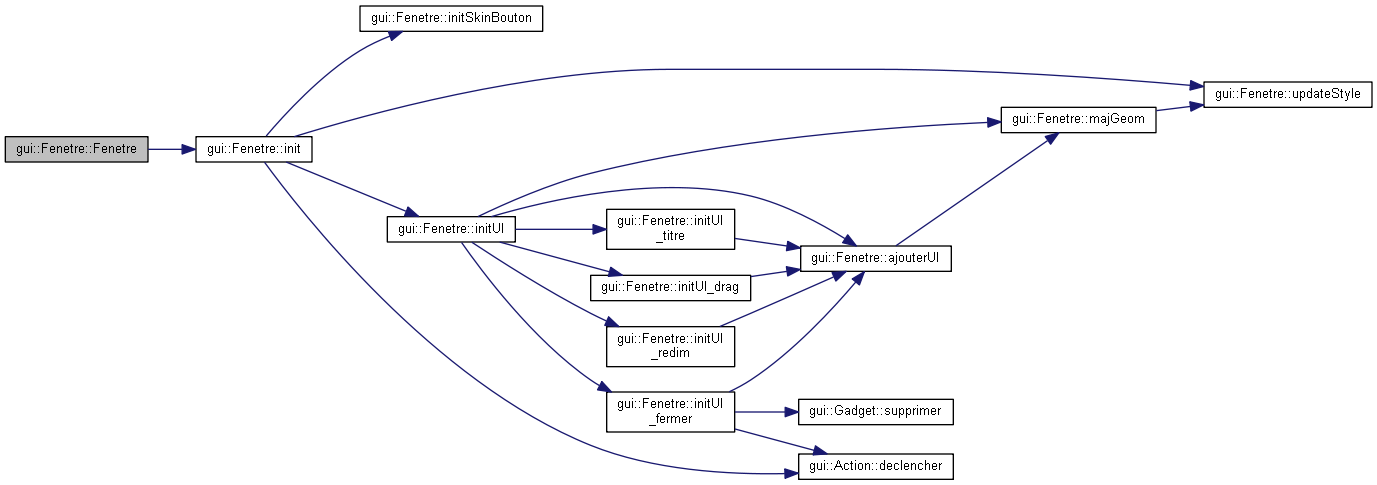 gui::Fenetre::initSkinBouton
gui::Fenetre::updateStyle
gui::Fenetre::majGeom
gui::Fenetre::Fenetre
gui::Fenetre::init
gui::Fenetre::initUI
gui::Fenetre::initUI
_titre
gui::Fenetre::ajouterUI
gui::Fenetre::initUI_drag
gui::Fenetre::initUI
_redim
gui::Fenetre::initUI
_fermer
gui::Gadget::supprimer
gui::Action::declencher